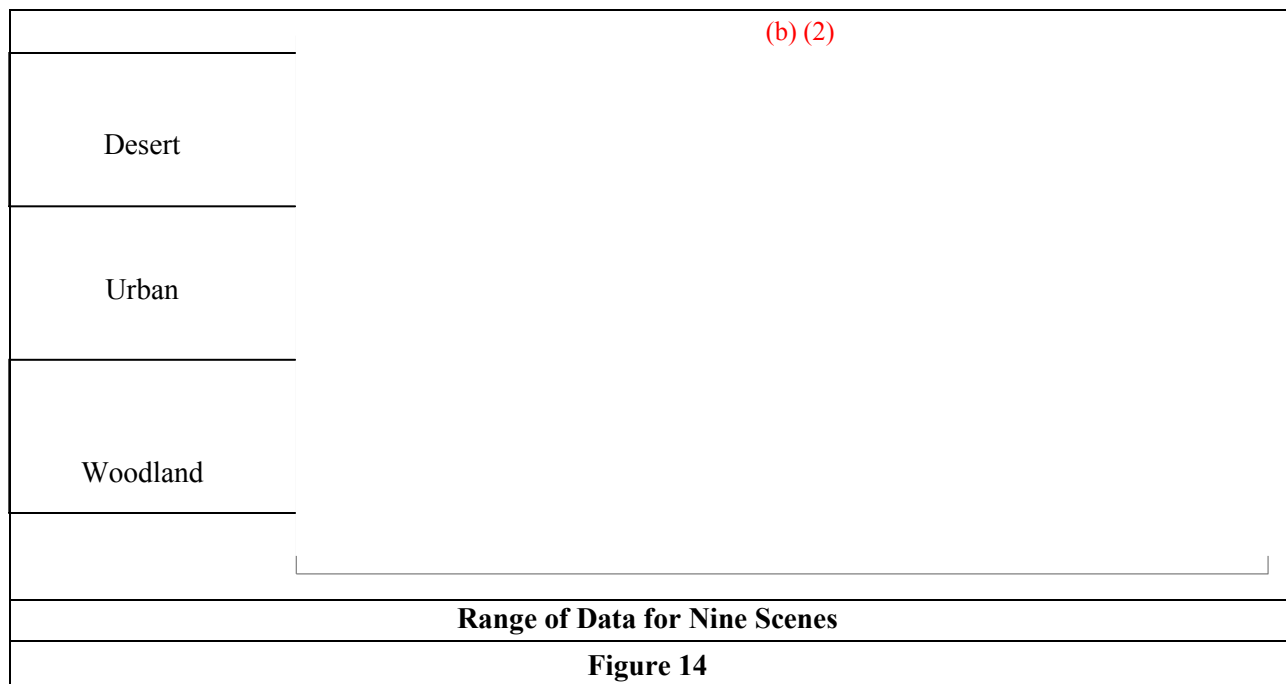 (b) (2)
Desert
Urban
Woodland
Range of Data for Nine Scenes
Figure 14